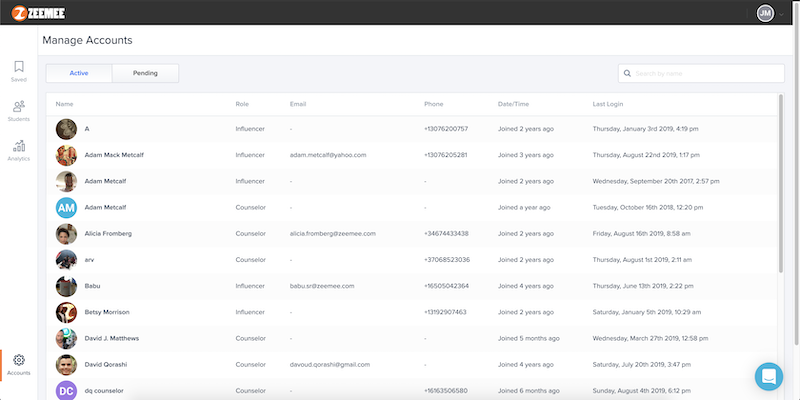 ZEEMEE
JM
Manage Accounts
Saved
Students
Analytics
Accounts
Active Pending
Search by name
Name Role Email Phone Date/Time Last Login
A Influencer - +13076200757 Joined 2 years ago Thursday, January 3rd 2019, 4:19 pm
Adam Mack Metcalf Influencer adam.metcalf@yahoo.com +13076205281 Joined 3 years ago Thursday, August 22nd 2019, 1:17 pm
Adam Metcalf Influencer - - Joined 2 years ago Wednesday, September 20th 2017, 2:57 pm
AM Adam Metcalf Counselor - - Joined a year ago Tuesday, October 16th 2018, 12:20 pm
Alicia Fromberg Counselor alicia.fromberg@zeemee.com +34674433438 Joined 2 years ago Friday, August 16th 2019, 8:58 am
arv Counselor - +37068523036 Joined 2 years ago Thursday, August 1st 2019, 2:11 am
Babu Influencer babu.sr@zeemee.com +16505042364 Joined 4 years ago Thursday, June 13th 2019, 2:22 pm
Betsy Morrison Influencer - +13192907463 Joined 2 years ago Saturday, January 5th 2019, 10:29 am
David J. Matthews Counselor - - Joined 5 months ago Wednesday, March 27th 2019, 12:58 pm
David Qorashi Counselor davoud.qorashi@gmail.com - Joined 4 years ago Saturday, July 20th 2019, 3:47 pm
DC dq counselor Counselor - +16163506580 Joined 6 months ago Sunday, August 4th 2019, 6:12 pm